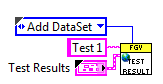 Add DataSet
Test 1
FGV
Test Results
TEST
RESULT